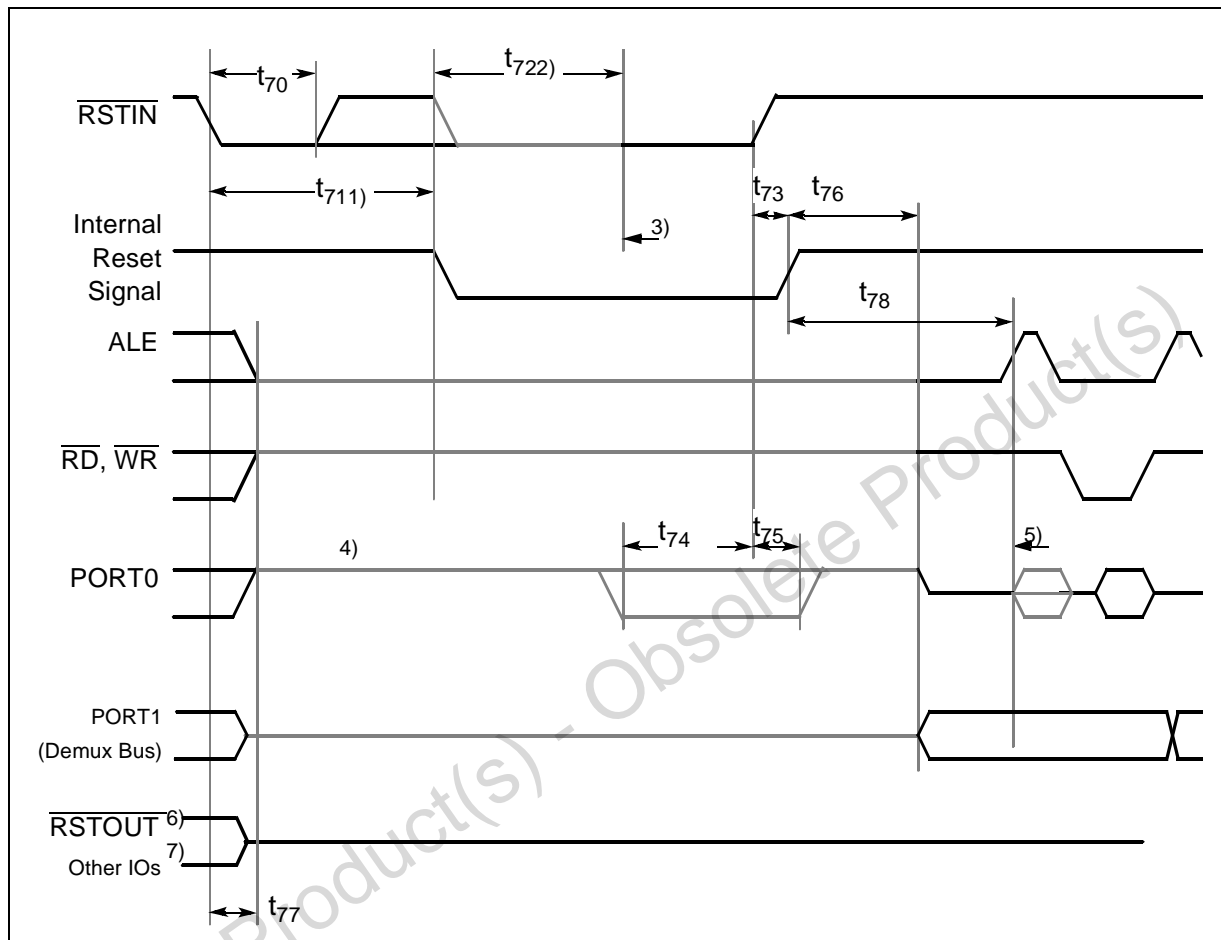 t70
t722)
RSTIN
t711)
t73
t76
Internal
Reset
Signal
3)
t78
ALE
RD, WR
t74
t75
5)
4)
PORT0
PORT1
(Demux Bus)
RSTOUT 6)
Other IOs 7)
t77
Product(s) - Obsolete Product(s)